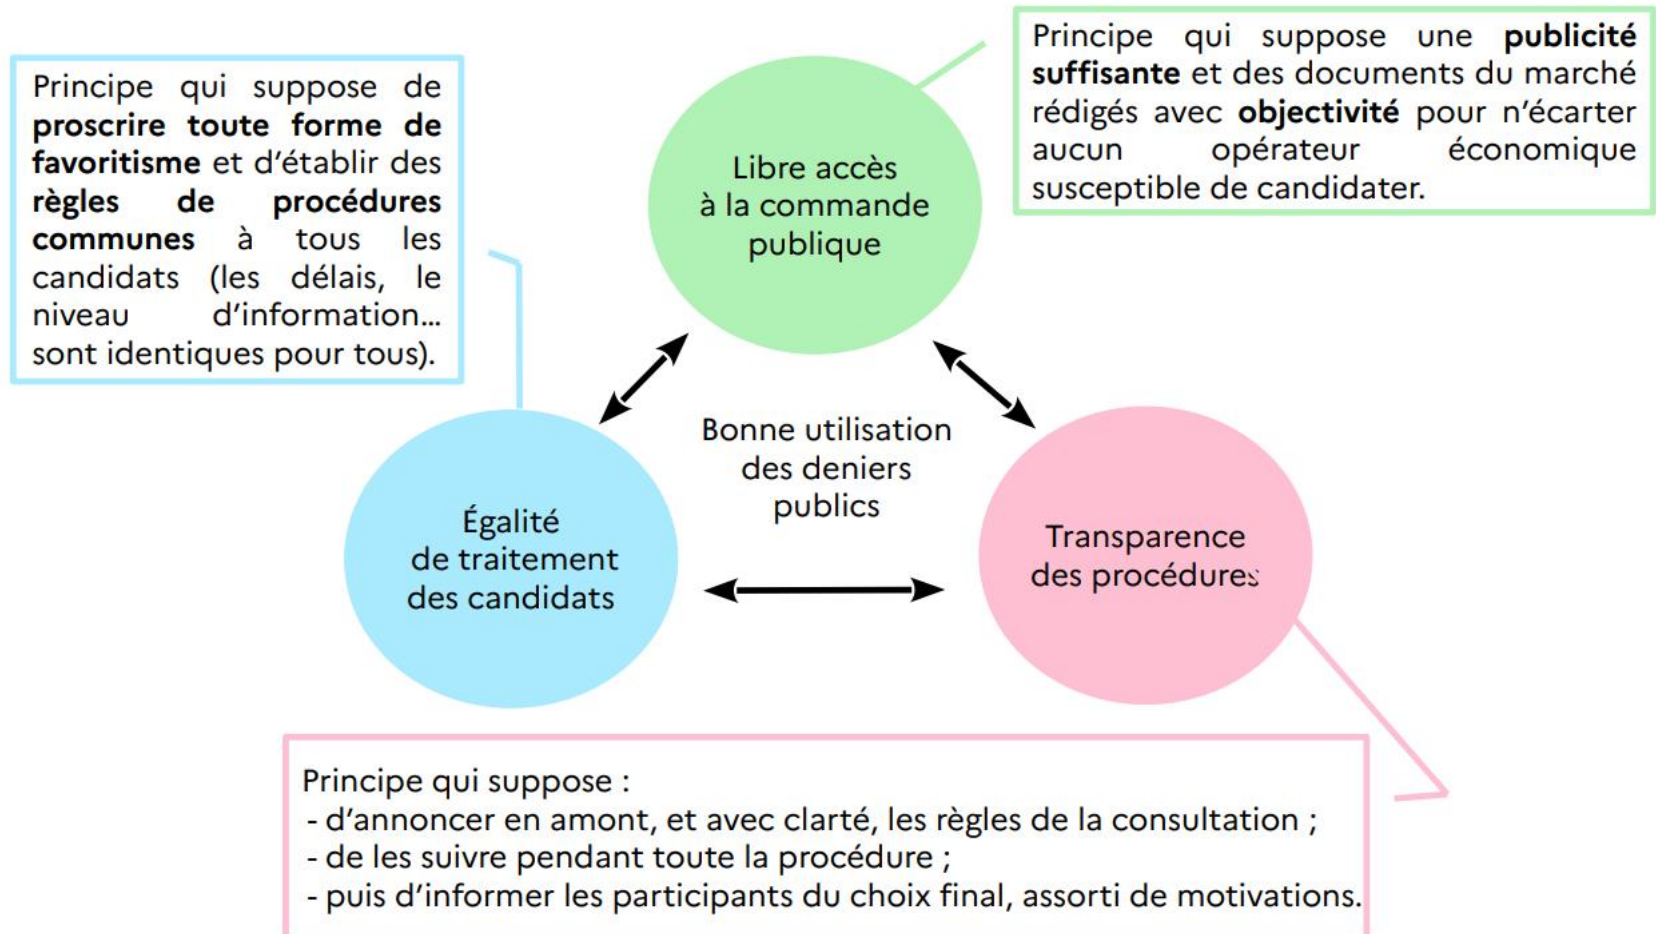 Principe qui suppose de
proscrire toute forme de
favoritisme et d’établir des
règles de procédures
communes à tous les
candidats (les délais, le
niveau d’information…
sont identiques pour tous).
Libre accès
à la commande
publique
Principe qui suppose une publicité
suffisante et des documents du marché
rédigés avec objectivité pour n’écarter
aucun opérateur économique
susceptible de candidater.
Bonne utilisation
des deniers
publics
Égalité
de traitement
des candidats
Transparence
des procédures
Principe qui suppose :
- d’annoncer en amont, et avec clarté, les règles de la consultation ;
- de les suivre pendant toute la procédure ;
- puis d’informer les participants du choix final, assorti de motivations.